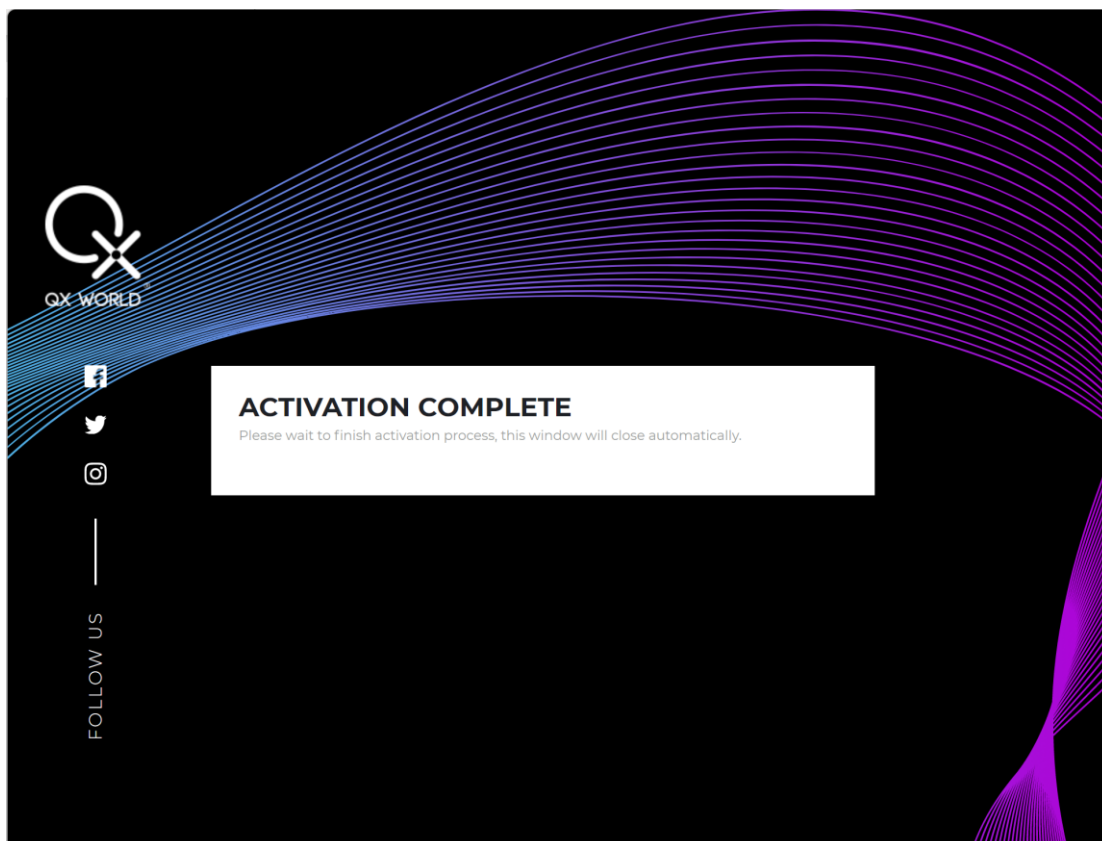 QX WORLD®
ACTIVATION COMPLETE
Please wait to finish activation process, this window will close automatically.
FOLLOW US